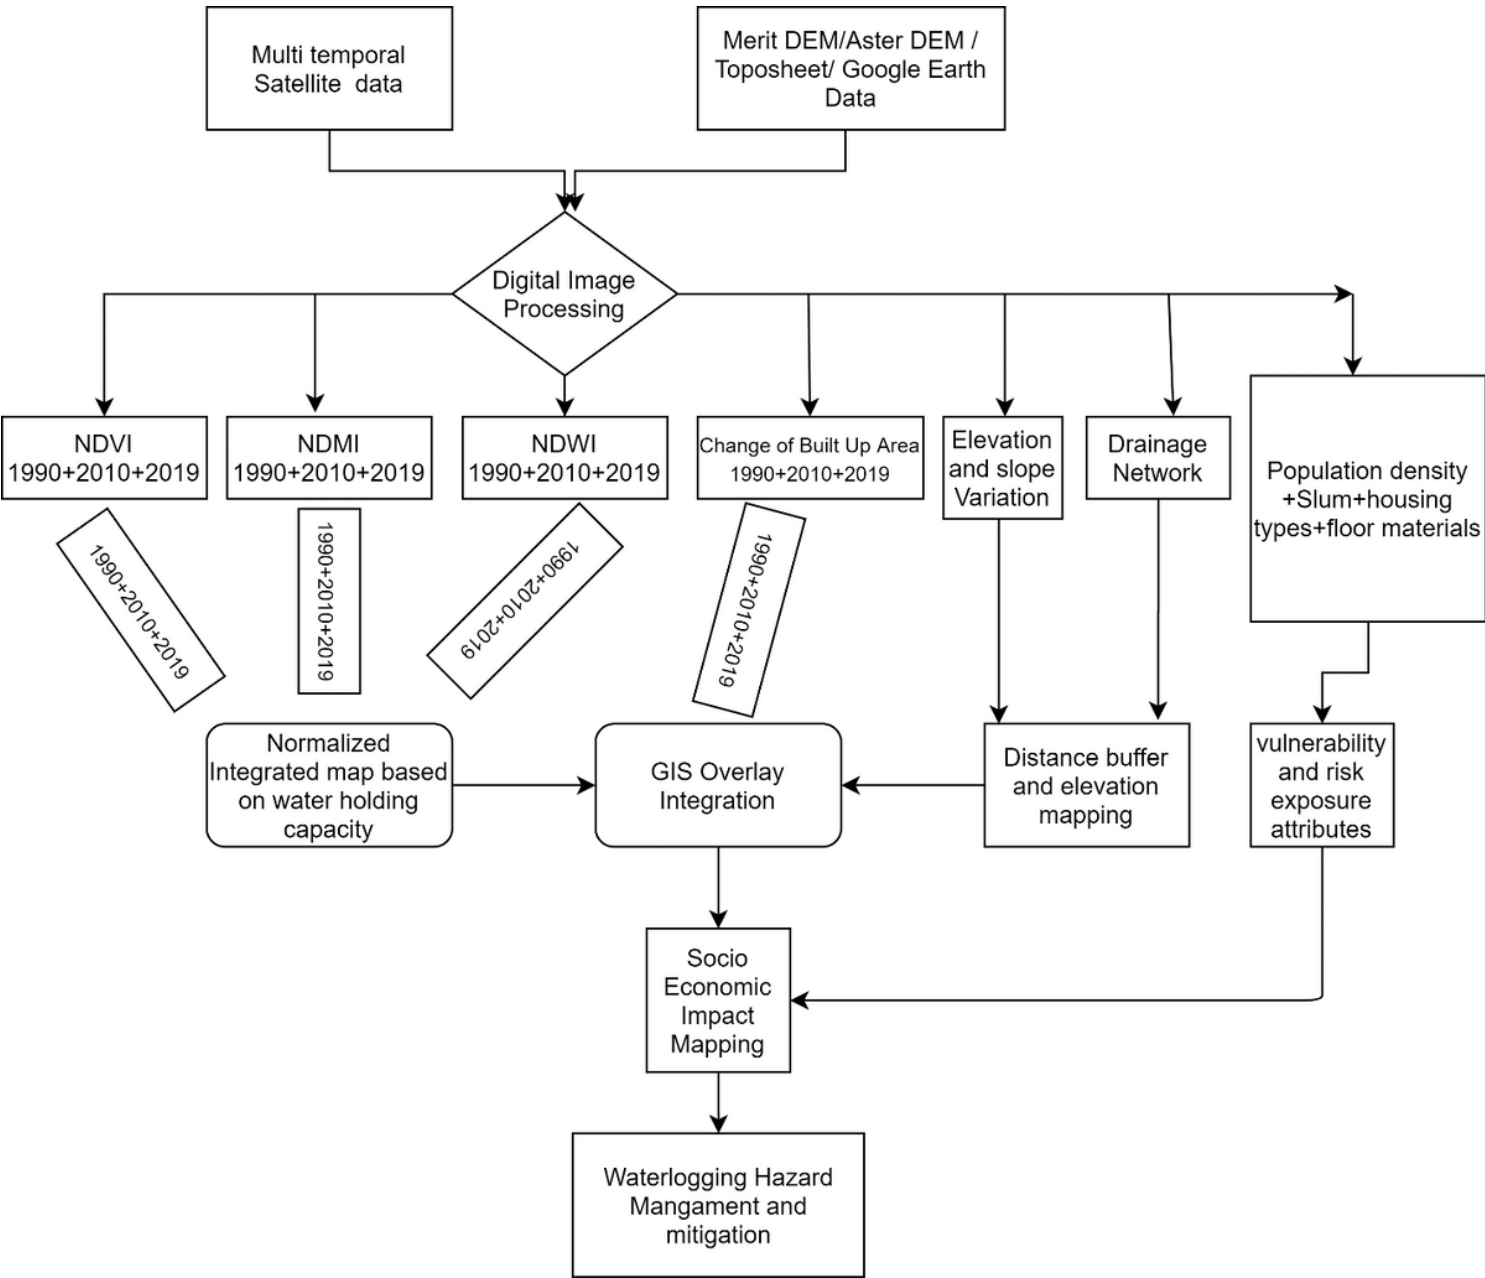 Multi temporal
Satellite data
Merit DEM/Aster DEM /
Toposheet/ Google Earth
Data
Digital Image
Processing
NDVI
1990+2010+2019
NDMI
1990+2010+2019
NDWI
1990+2010+2019
Change of Built Up Area
1990+2010+2019
Elevation
and slope
Variation
Drainage
Network
Population density
+Slum+housing
types+floor materials
1990+2010+2019
1990+2010+2019
1990+2010+2019
1990+2010+2019
Normalized
Integrated map based
on water holding
capacity
GIS Overlay
Integration
Distance buffer
and elevation
mapping
vulnerability
and risk
exposure
attributes
Socio
Economic
Impact
Mapping
Waterlogging Hazard
Mangament and
mitigation